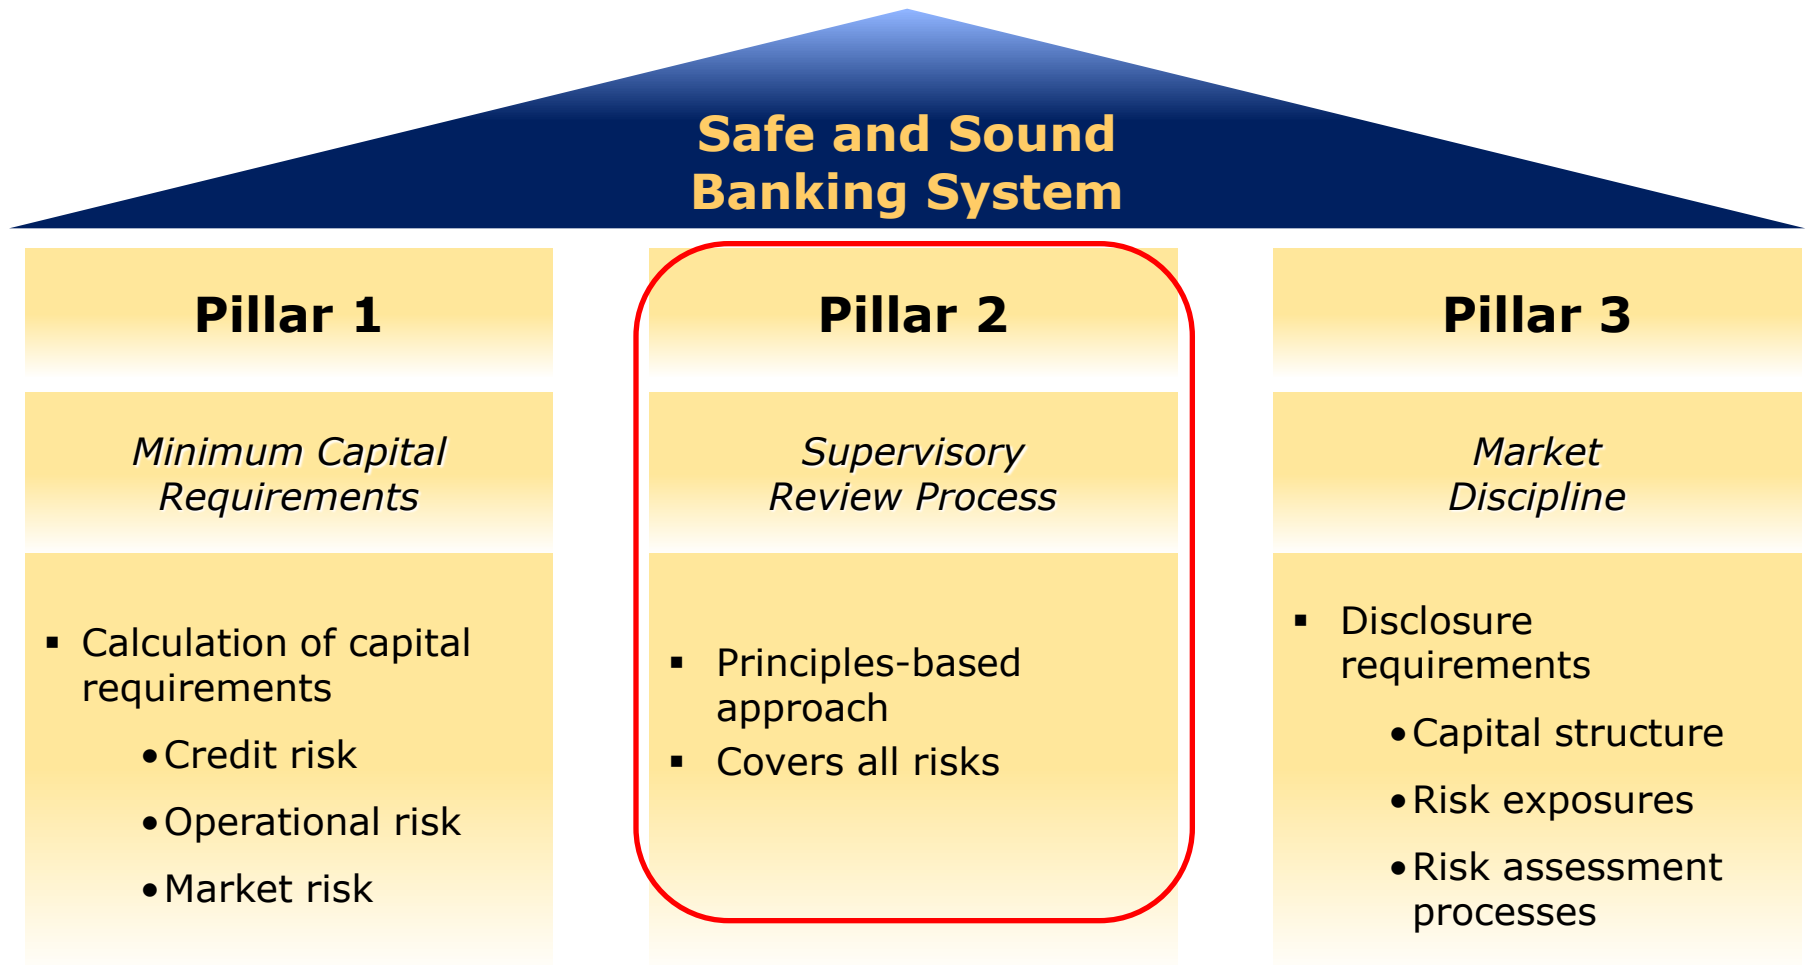 Safe and Sound
Banking System
Pillar 1
Minimum Capital
Requirements
▪ Calculation of capital
requirements
•Credit risk
•Operational risk
•Market risk
Pillar 2
Supervisory
Review Process
▪ Principles-based
approach
▪ Covers all risks
Pillar 3
Market
Discipline
▪ Disclosure
requirements
•Capital structure
•Risk exposures
•Risk assessment
processes